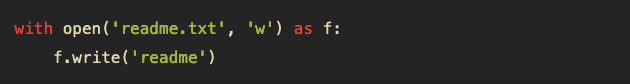 with open('readme.txt', 'w') as f:
    f.write('readme')